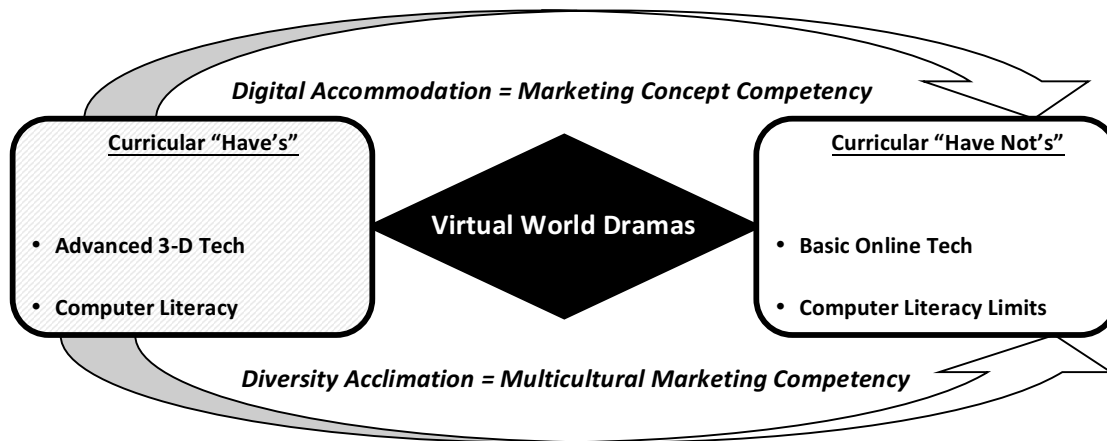 Digital Accommodation = Marketing Concept Competency
Curricular “Have’s”
• Advanced 3-D Tech
• Computer Literacy
Virtual World Dramas
Curricular “Have Not’s”
• Basic Online Tech
• Computer Literacy Limits
Diversity Acclimation = Multicultural Marketing Competency